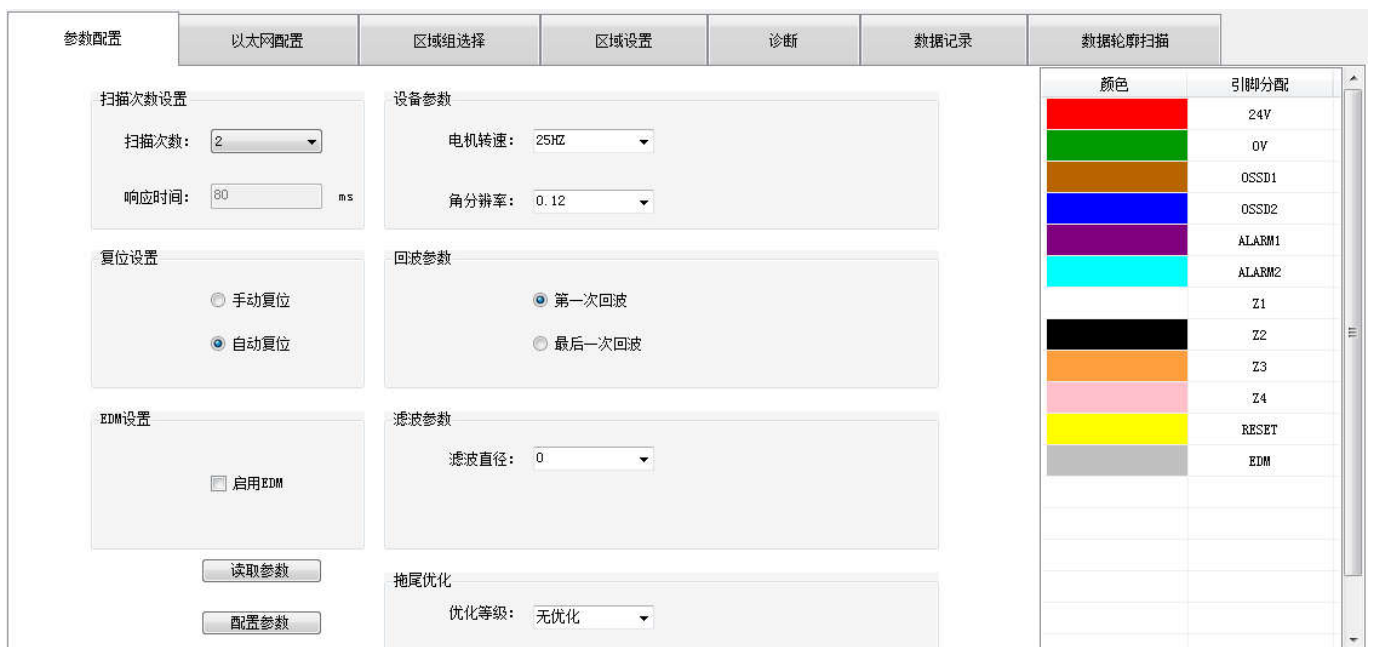 参数配置
以太网配置
区域组选择
区域设置
诊断
数据记录
数据轮廓扫描
扫描次数设置
扫描次数: 2
响应时间: 80 ms
设备参数
电机转速: 25HZ
角分辨率: 0.12
复位设置
手动复位
自动复位
回波参数
第一次回波
最后一次回波
EDM设置
启用EDM
滤波参数
滤波直径: 0
读取参数
配置参数
拖尾优化
优化等级: 无优化
颜色 引脚分配
24V
0V
OSSD1
OSSD2
ALARM1
ALARM2
Z1
Z2
Z3
Z4
RESET
EDM